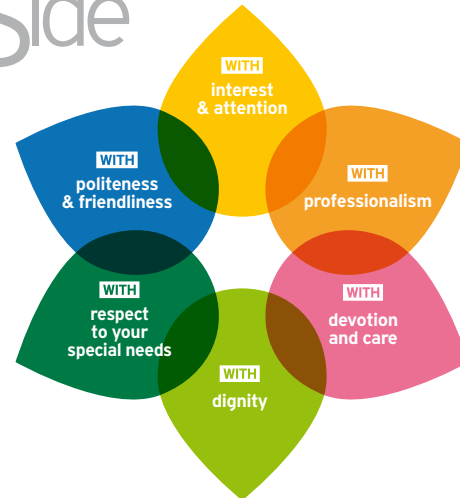 side
WITH
interest
& attention
WITH
politeness
& friendliness
WITH
professionalism
WITH
respect
to your
special needs
WITH
devotion
and care
WITH
dignity